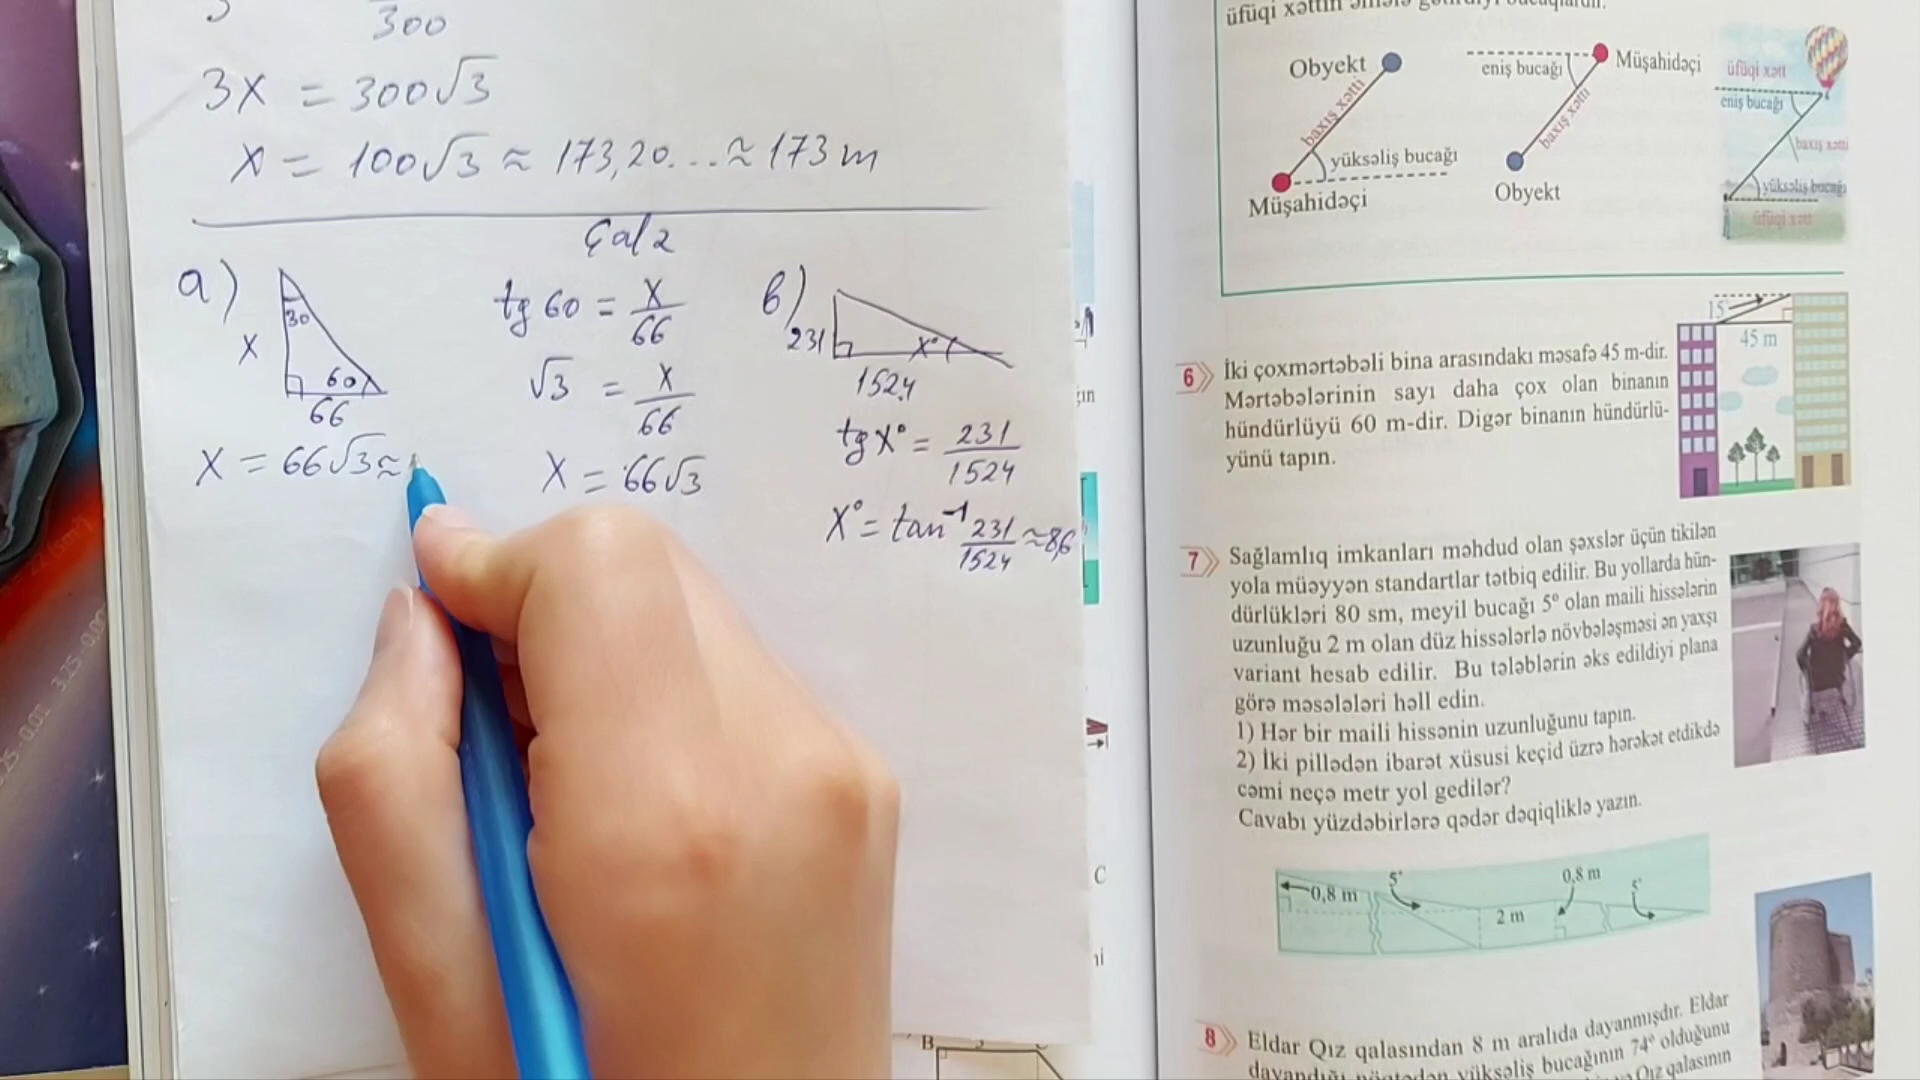 300
3x = 300√3
x = 100√3 ≈ 173,20... ≈ 173 m
Çal 2
a)
30
x
60
66
x = 66√3 ≈
tg 60 = x/66
√3 = x/66
x = 66√3
b)
231
x°
1524
tg x° = 231/1524
x° = tan⁻¹ 231/1524 ≈ 8,6
üfüqi xəttin
Obyekt
baxış xətti
yüksəliş bucağı
Müşahidəçi
eniş bucağı
Müşahidəçi
baxış xətti
Obyekt
üfüqi xətt
eniş bucağı
baxış xətti
yüksəliş bucağı
üfüqi xətt
6
İki çoxmərtəbəli bina arasındakı məsafə 45 m-dir.
Mərtəbələrinin sayı daha çox olan binanın
hündürlüyü 60 m-dir. Digər binanın hündürlü-
yünü tapın.
15°
45 m
7
Sağlamlıq imkanları məhdud olan şəxslər üçün tikilən
yola müəyyən standartlar tətbiq edilir. Bu yollarda hün-
dürlükləri 80 sm, meyil bucağı 5° olan maili hissələrin
uzunluğu 2 m olan düz hissələrlə növbələşməsi ən yaxşı
variant hesab edilir. Bu tələblərin əks edildiyi plana
görə məsələləri həll edin.
1) Hər bir maili hissənin uzunluğunu tapın.
2) İki pillədən ibarət xüsusi keçid üzrə hərəkət etdikdə
cəmi neçə metr yol gedilər?
Cavabı yüzdəbirlərə qədər dəqiqliklə yazın.
0,8 m
5°
2 m
0,8 m
5°
8
Eldar Qız qalasından 8 m aralıda dayanmışdır. Eldar
dayandığı nöqtədən yüksəliş bucağının 74° olduğunu
Qız qalasının
B
C